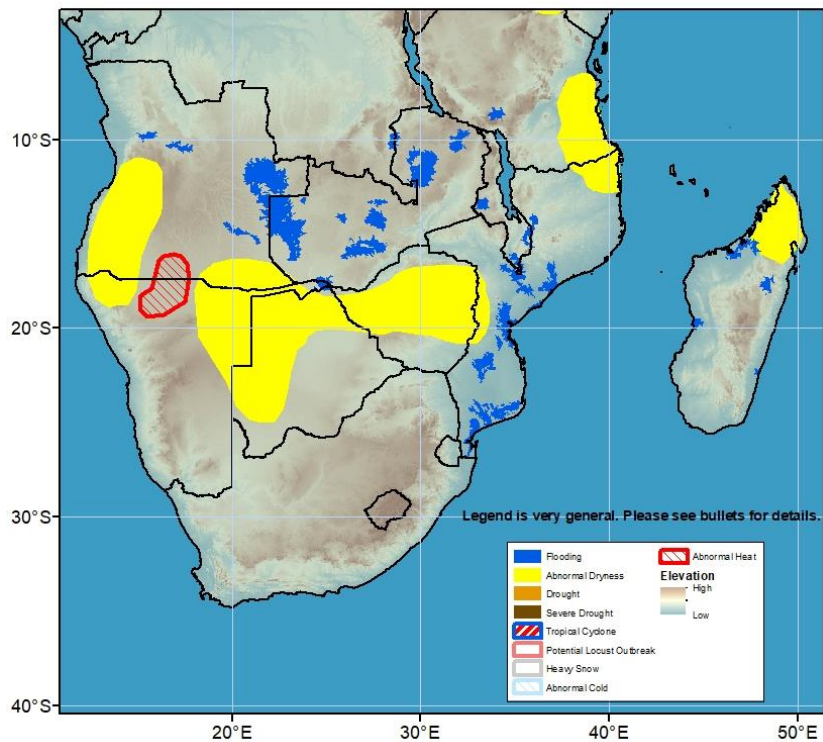 10°S
20°S
30°S
40°S
20°E
30°E
40°E
50°E
Legend is very general. Please see bullets for details.
Flooding
Abnormal Dryness
Drought
Severe Drought
Tropical Cyclone
Potential Locust Outbreak
Heavy Snow
Abnormal Cold
Abnormal Heat
Elevation
High
Low